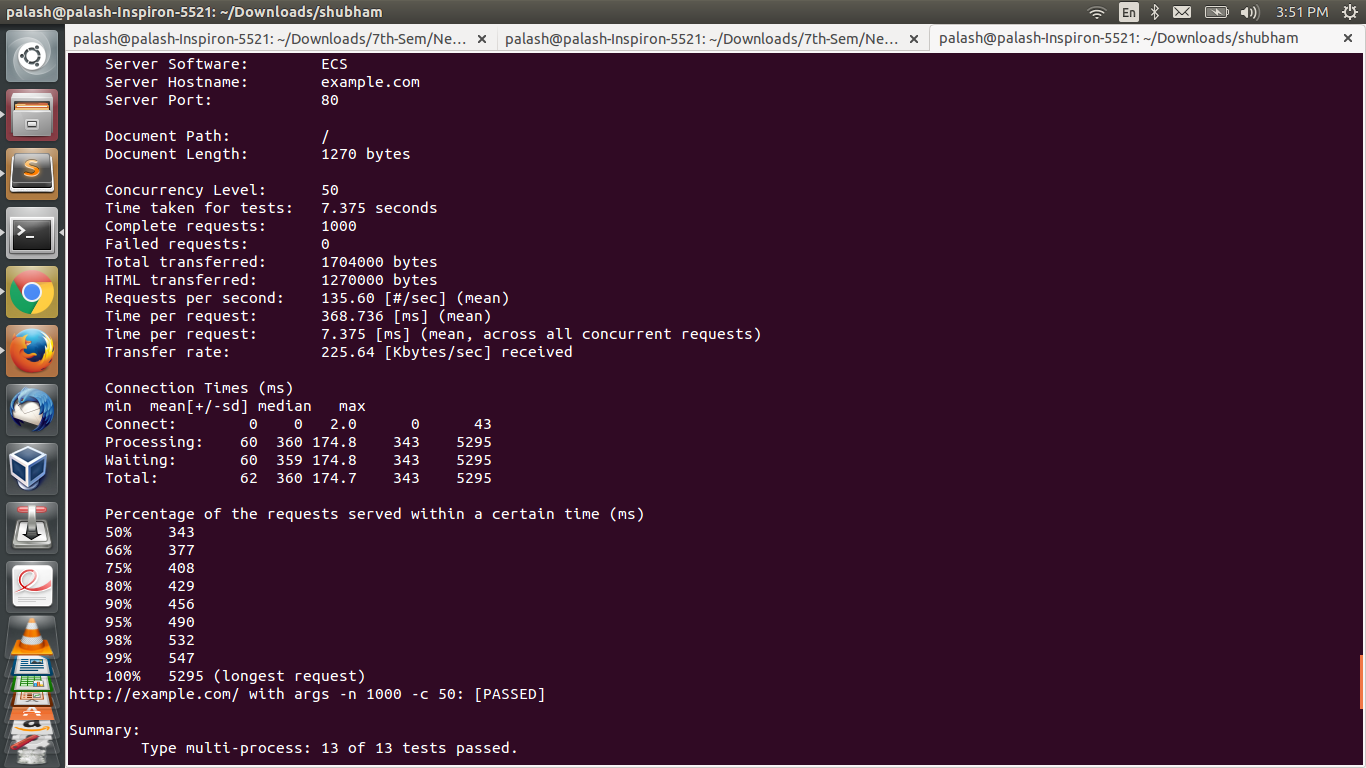 palash@palash-Inspiron-5521: ~/Downloads/shubham En 3:51 PM
palash@palash-Inspiron-5521: ~/Downloads/7th-Sem/Ne... × palash@palash-Inspiron-5521: ~/Downloads/7th-Sem/Ne... × palash@palash-Inspiron-5521: ~/Downloads/shubham ×
Server Software: ECS
Server Hostname: example.com
Server Port: 80
Document Path: /
Document Length: 1270 bytes
Concurrency Level: 50
Time taken for tests: 7.375 seconds
Complete requests: 1000
Failed requests: 0
Total transferred: 1704000 bytes
HTML transferred: 1270000 bytes
Requests per second: 135.60 [#/sec] (mean)
Time per request: 368.736 [ms] (mean)
Time per request: 7.375 [ms] (mean, across all concurrent requests)
Transfer rate: 225.64 [Kbytes/sec] received
Connection Times (ms)
min mean[+/-sd] median max
Connect: 0 0 2.0 0 43
Processing: 60 360 174.8 343 5295
Waiting: 60 359 174.8 343 5295
Total: 62 360 174.7 343 5295
Percentage of the requests served within a certain time (ms)
50% 343
66% 377
75% 408
80% 429
90% 456
95% 490
98% 532
99% 547
100% 5295 (longest request)
http://example.com/ with args -n 1000 -c 50: [PASSED]
Summary:
Type multi-process: 13 of 13 tests passed.